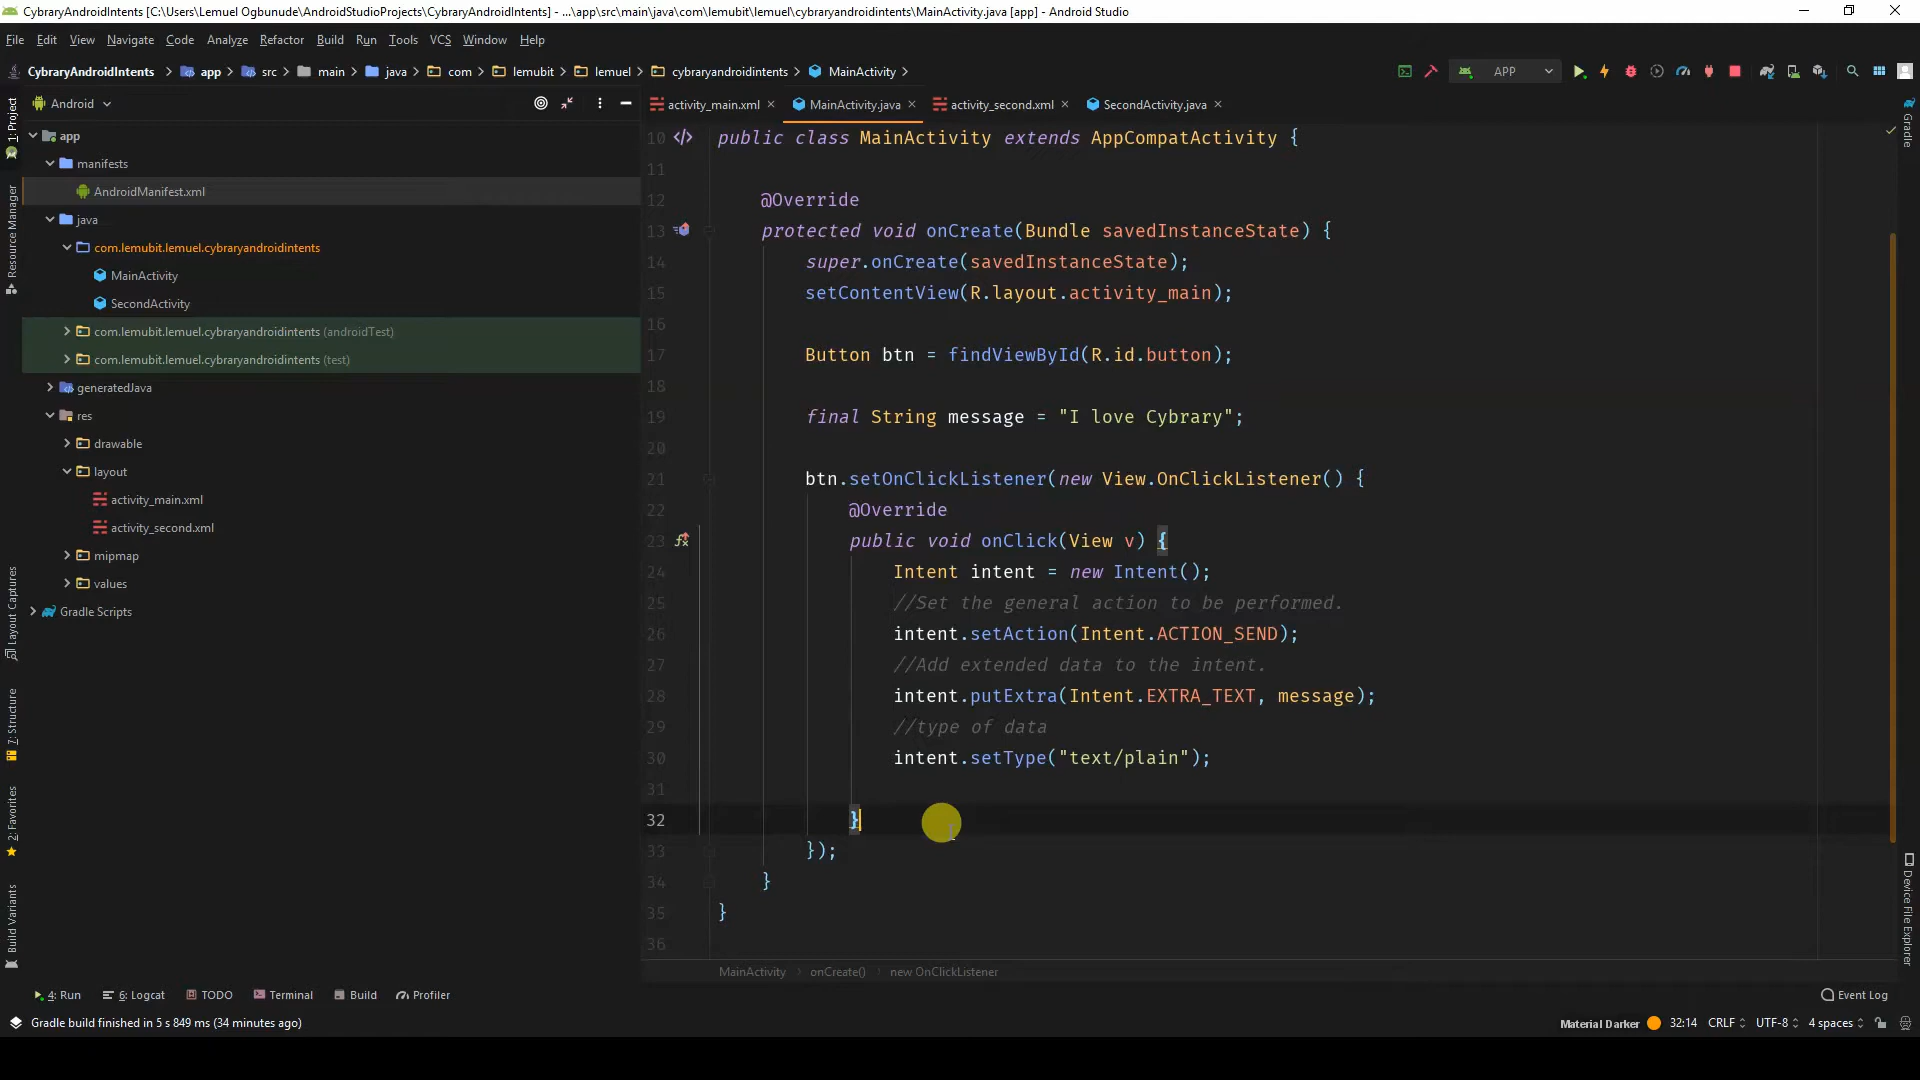 CybraryAndroidIntents [C:\Users\Lemuel Ogbunude\AndroidStudioProjects\CybraryAndroidIntents] - ...\app\src\main\java\com\lemubit\lemuel\cybraryandroidintents\MainActivity.java [app] - Android Studio
File Edit View Navigate Code Analyze Refactor Build Run Tools VCS Window Help
CybraryAndroidIntents app src main java com lemubit lemuel cybraryandroidintents MainActivity APP
Android activity_main.xml MainActivity.java activity_second.xml SecondActivity.java
1: Project
Resource Manager
Layout Captures
7: Structure
2: Favorites
Build Variants
app
manifests
AndroidManifest.xml
java
com.lemubit.lemuel.cybraryandroidintents
MainActivity
SecondActivity
com.lemubit.lemuel.cybraryandroidintents (androidTest)
com.lemubit.lemuel.cybraryandroidintents (test)
generatedJava
res
drawable
layout
activity_main.xml
activity_second.xml
mipmap
values
Gradle Scripts
10 public class MainActivity extends AppCompatActivity {
11
12 @Override
13 protected void onCreate(Bundle savedInstanceState) {
14 super.onCreate(savedInstanceState);
15 setContentView(R.layout.activity_main);
16
17 Button btn = findViewById(R.id.button);
18
19 final String message = "I love Cybrary";
20
21 btn.setOnClickListener(new View.OnClickListener() {
22 @Override
23 public void onClick(View v) {
24 Intent intent = new Intent();
25 //Set the general action to be performed.
26 intent.setAction(Intent.ACTION_SEND);
27 //Add extended data to the intent.
28 intent.putExtra(Intent.EXTRA_TEXT, message);
29 //type of data
30 intent.setType("text/plain");
31
32 }
33 });
34 }
35 }
36
MainActivity onCreate() new OnClickListener
Gradle
Device File Explorer
4: Run 6: Logcat TODO Terminal Build Profiler Event Log
Gradle build finished in 5 s 849 ms (34 minutes ago) Material Darker 32:14 CRLF UTF-8 4 spaces